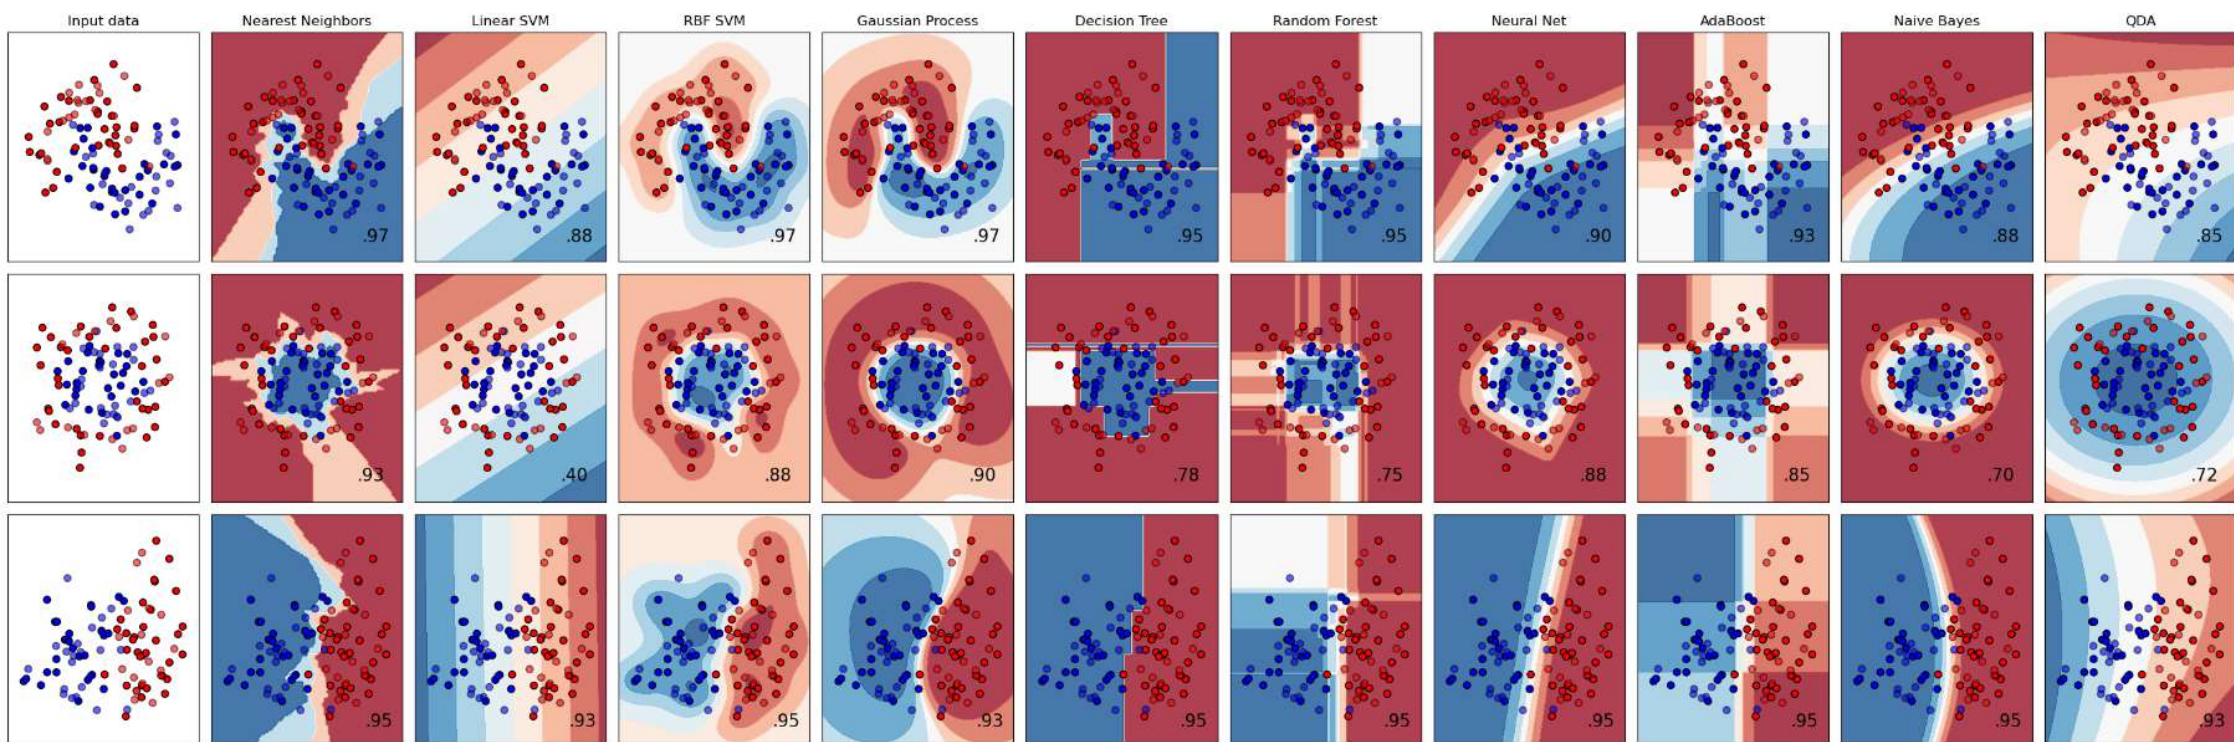 Input data Nearest Neighbors Linear SVM RBF SVM Gaussian Process Decision Tree Random Forest Neural Net AdaBoost Naive Bayes QDA
.97 .88 .97 .97 .95 .95 .90 .93 .88 .85
.93 .40 .88 .90 .78 .75 .88 .85 .70 .72
.95 .93 .95 .93 .95 .95 .95 .95 .95 .93